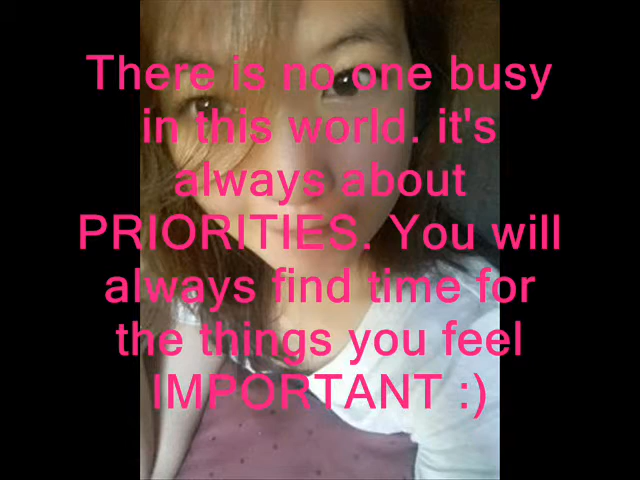 There is no one busy
in this world. it's
always about
PRIORITIES. You will
always find time for
the things you feel
IMPORTANT :)